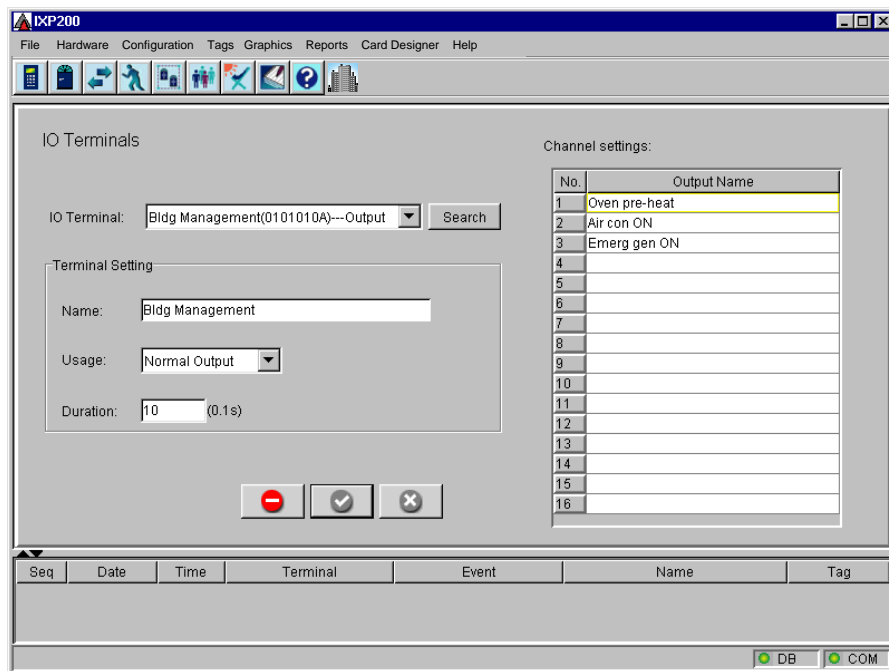 IXP200
File Hardware Configuration Tags Graphics Reports Card Designer Help
IO Terminals
IO Terminal: Bldg Management(0101010A)---Output Search
Terminal Setting
Name: Bldg Management
Usage: Normal Output
Duration: 10 (0.1s)
Channel settings:
No. Output Name
1 Oven pre-heat
2 Air con ON
3 Emerg gen ON
4
5
6
7
8
9
10
11
12
13
14
15
16
Seq Date Time Terminal Event Name Tag
DB COM